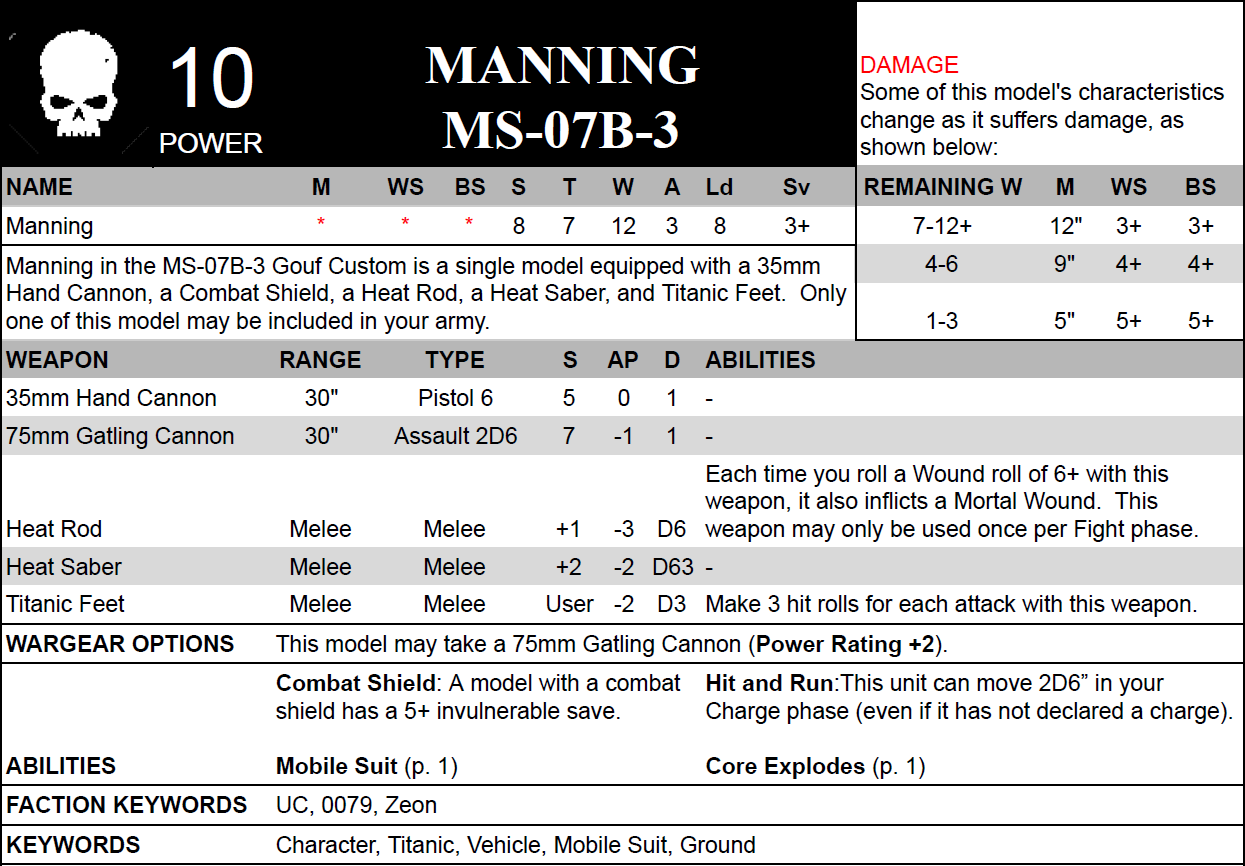 10
POWER
MANNING
MS-07B-3
DAMAGE
Some of this model's characteristics
change as it suffers damage, as
shown below:
NAME M WS BS S T W A Ld Sv
Manning * * * 8 7 12 3 8 3+
REMAINING W M WS BS
7-12+ 12" 3+ 3+
4-6 9" 4+ 4+
1-3 5" 5+ 5+
Manning in the MS-07B-3 Gouf Custom is a single model equipped with a 35mm
Hand Cannon, a Combat Shield, a Heat Rod, a Heat Saber, and Titanic Feet. Only
one of this model may be included in your army.
WEAPON RANGE TYPE S AP D ABILITIES
35mm Hand Cannon 30" Pistol 6 5 0 1 -
75mm Gatling Cannon 30" Assault 2D6 7 -1 1 -
Each time you roll a Wound roll of 6+ with this
weapon, it also inflicts a Mortal Wound. This
Heat Rod Melee Melee +1 -3 D6 weapon may only be used once per Fight phase.
Heat Saber Melee Melee +2 -2 D63 -
Titanic Feet Melee Melee User -2 D3 Make 3 hit rolls for each attack with this weapon.
WARGEAR OPTIONS This model may take a 75mm Gatling Cannon (Power Rating +2).
Combat Shield: A model with a combat
shield has a 5+ invulnerable save.
Hit and Run:This unit can move 2D6” in your
Charge phase (even if it has not declared a charge).
ABILITIES Mobile Suit (p. 1) Core Explodes (p. 1)
FACTION KEYWORDS UC, 0079, Zeon
KEYWORDS Character, Titanic, Vehicle, Mobile Suit, Ground